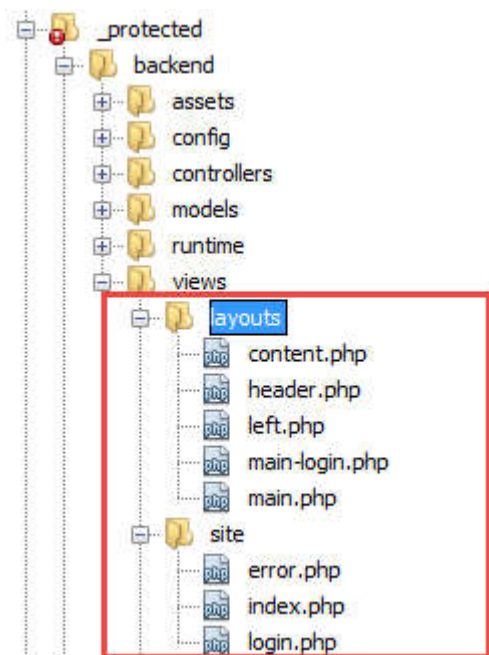 _protected
backend
assets
config
controllers
models
runtime
views
layouts
content.php
header.php
left.php
main-login.php
main.php
site
error.php
index.php
login.php